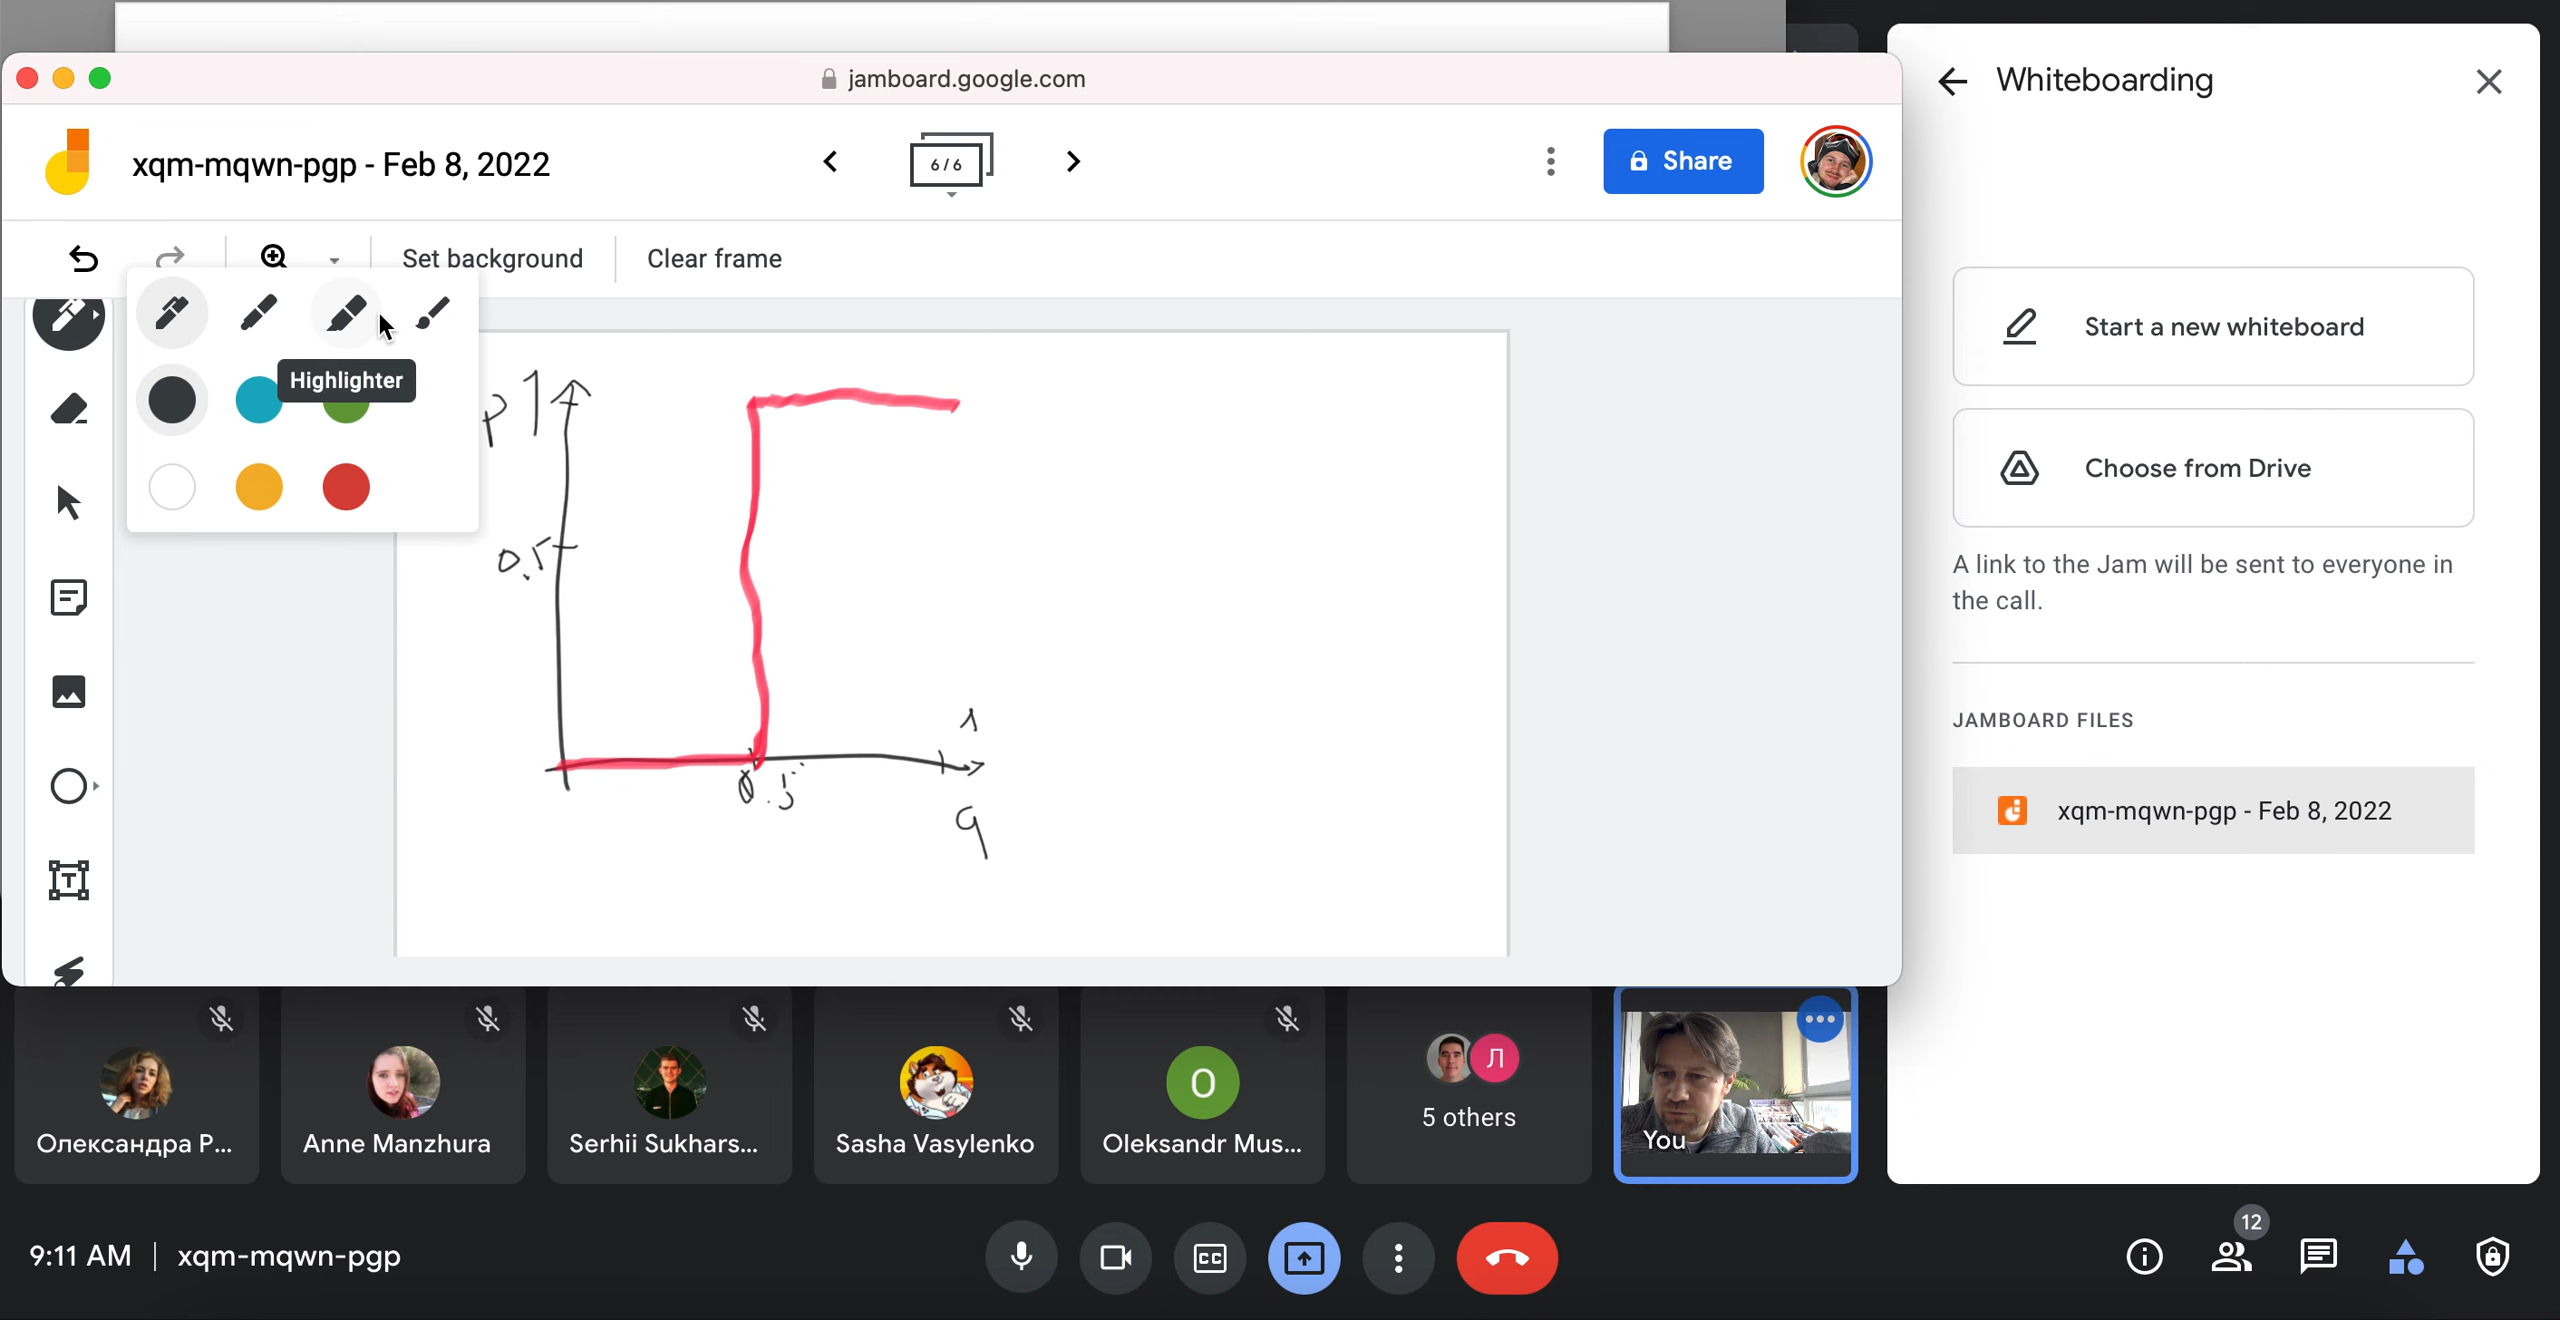 jamboard.google.com
Whiteboarding
xqm-mqwn-pgp - Feb 8, 2022
6/6
Share
Set background
Clear frame
Highlighter
Start a new whiteboard
Choose from Drive
A link to the Jam will be sent to everyone in
the call.
JAMBOARD FILES
xqm-mqwn-pgp - Feb 8, 2022
p 1
0.5
1
0.5
q
Олександра Р...
Anne Manzhura
Serhii Sukhars...
Sasha Vasylenko
O
Oleksandr Mus...
Л
5 others
You
9:11 AM | xqm-mqwn-pgp
CC
12